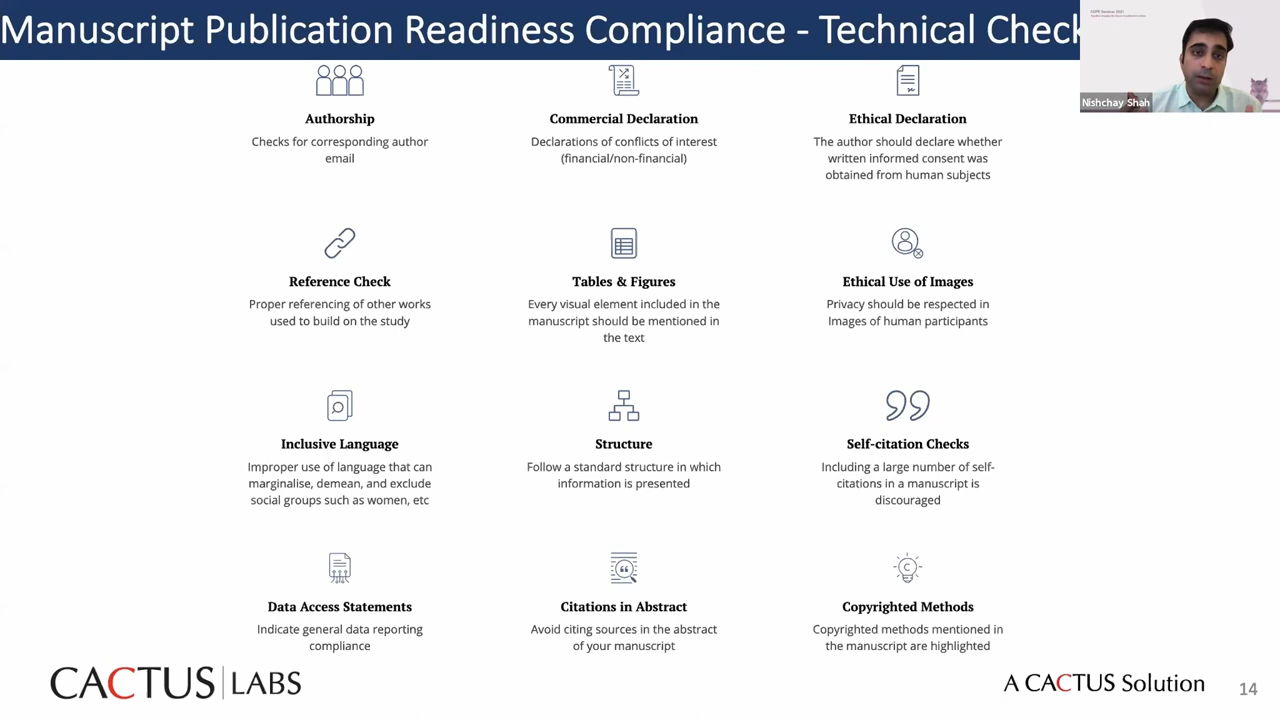 Manuscript Publication Readiness Compliance - Technical Check
COPE Seminar 2021
Nishchay Shah
Authorship
Checks for corresponding author
email
Commercial Declaration
Declarations of conflicts of interest
(financial/non-financial)
Ethical Declaration
The author should declare whether
written informed consent was
obtained from human subjects
Reference Check
Proper referencing of other works
used to build on the study
Tables & Figures
Every visual element included in the
manuscript should be mentioned in
the text
Ethical Use of Images
Privacy should be respected in
Images of human participants
Inclusive Language
Improper use of language that can
marginalise, demean, and exclude
social groups such as women, etc
Structure
Follow a standard structure in which
information is presented
Self-citation Checks
Including a large number of self-
citations in a manuscript is
discouraged
Data Access Statements
Indicate general data reporting
compliance
Citations in Abstract
Avoid citing sources in the abstract
of your manuscript
C
Copyrighted Methods
Copyrighted methods mentioned in
the manuscript are highlighted
CACTUS LABS
A CACTUS Solution
14